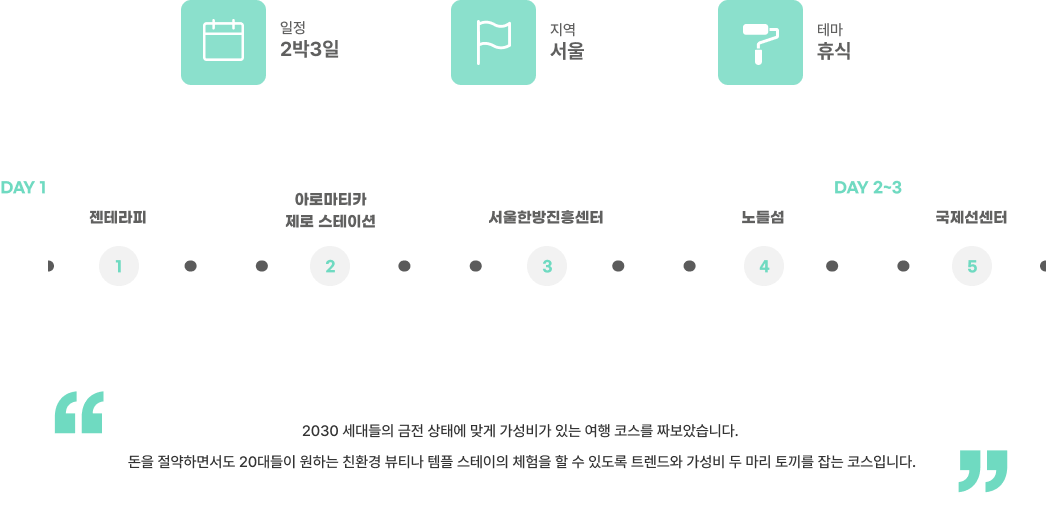 일정
2박3일
지역
서울
테마
휴식
DAY 1
젠테라피
1
아로마티카
제로 스테이션
2
서울한방진흥센터
3
노들섬
4
DAY 2~3
국제선센터
5
“
2030 세대들의 금전 상태에 맞게 가성비가 있는 여행 코스를 짜보았습니다.
돈을 절약하면서도 20대들이 원하는 친환경 뷰티나 템플 스테이의 체험을 할 수 있도록 트렌드와 가성비 두 마리 토끼를 잡는 코스입니다.
”